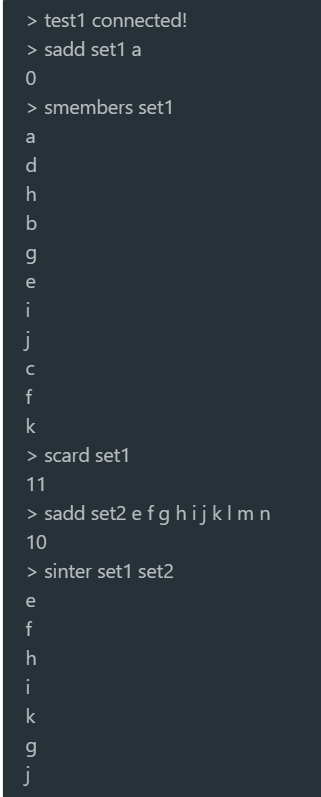 > test1 connected!
> sadd set1 a
0
> smembers set1
a
d
h
b
g
e
i
j
c
f
k
> scard set1
11
> sadd set2 e f g h i j k l m n
10
> sinter set1 set2
e
f
h
i
k
g
j